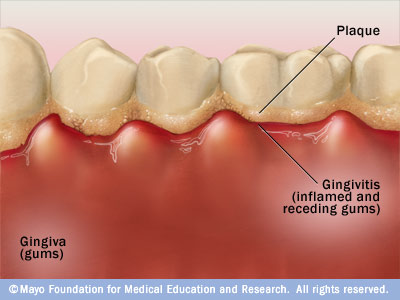 Plaque
Gingivitis
(inflamed and
receding gums)
Gingiva
(gums)
©Mayo Foundation for Medical Education and Research. All rights reserved.